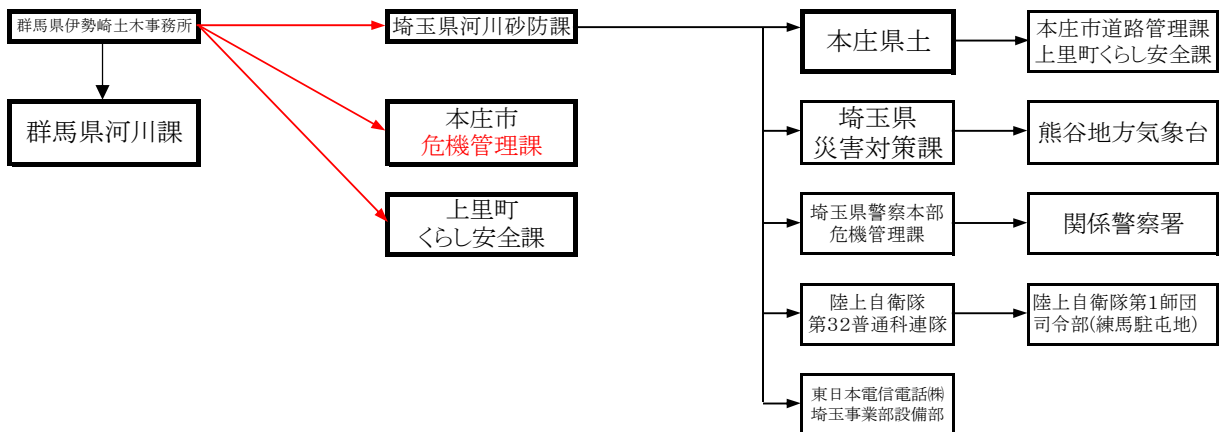 群馬県伊勢崎土木事務所
埼玉県河川砂防課
本庄県土
本庄市道路管理課
上里町くらし安全課
群馬県河川課
本庄市
危機管理課
埼玉県
災害対策課
熊谷地方気象台
上里町
くらし安全課
埼玉県警察本部
危機管理課
関係警察署
陸上自衛隊
第32普通科連隊
陸上自衛隊第1師団
司令部(練馬駐屯地)
東日本電信電話㈱
埼玉事業部設備部